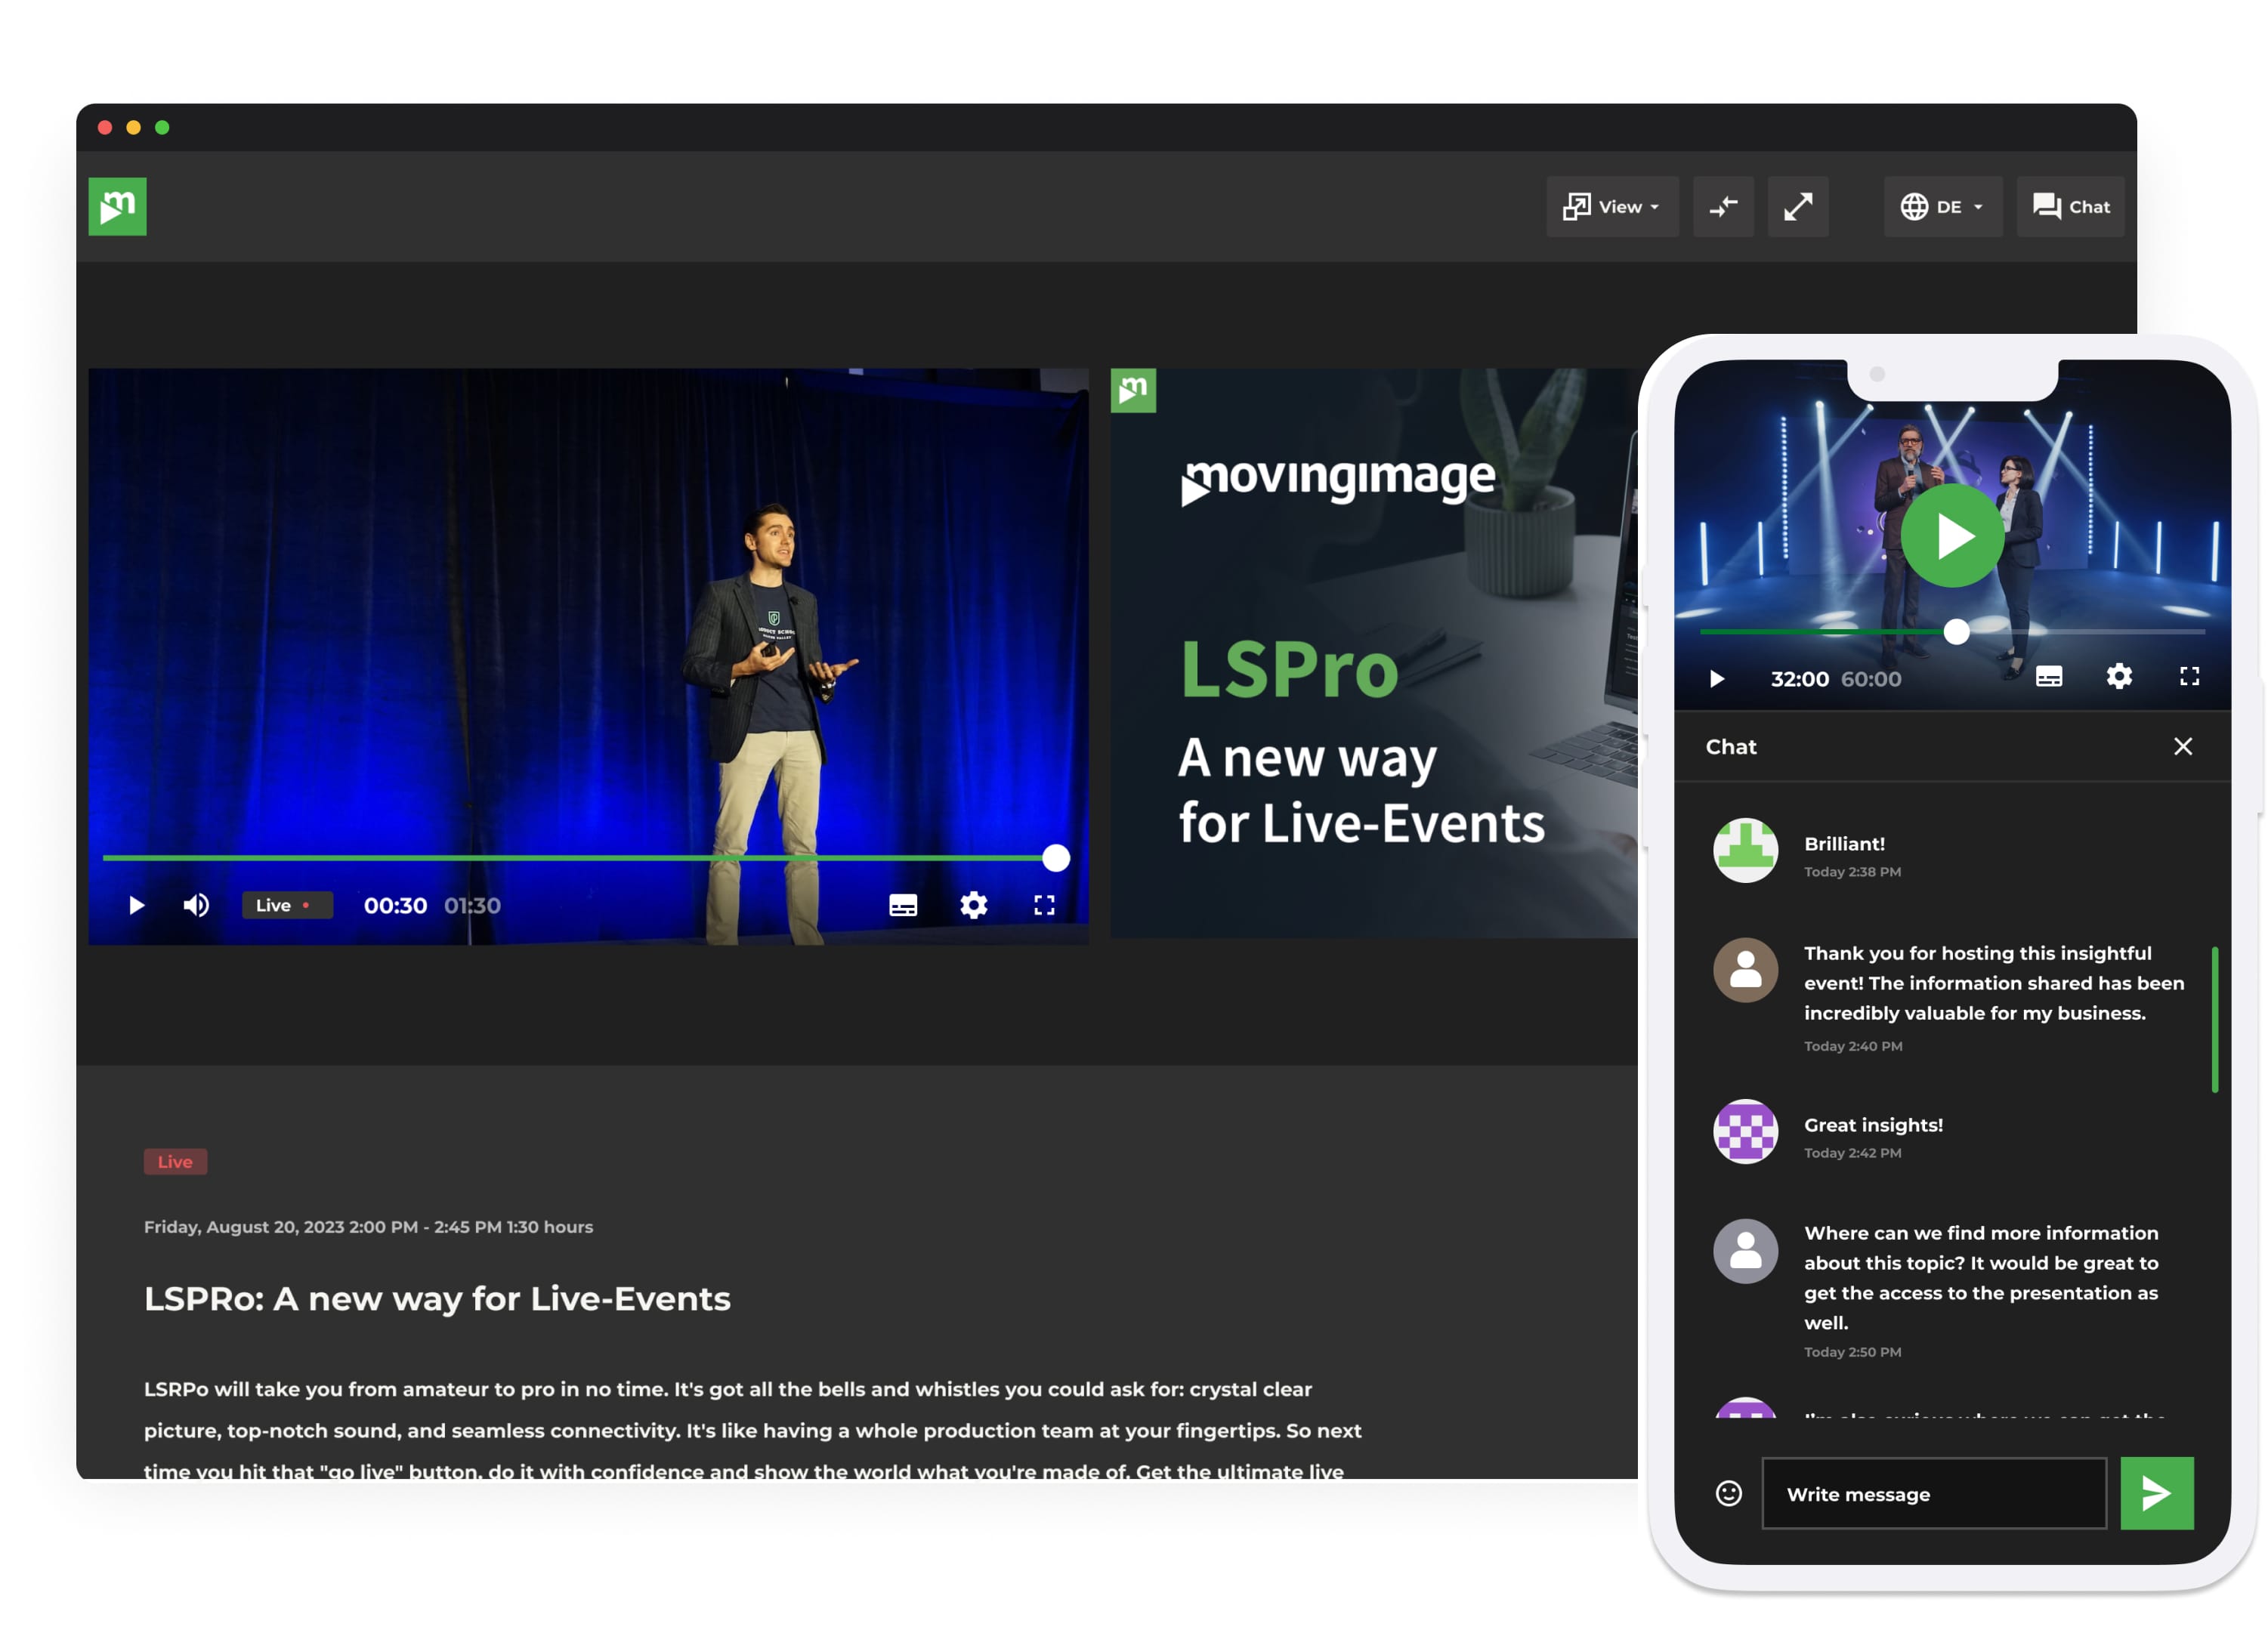 m
View
DE
Chat
Live
00:30 01:30
m
movingimage
LSPro
A new way
for Live-Events
Live
Friday, August 20, 2023 2:00 PM - 2:45 PM 1:30 hours
LSPRo: A new way for Live-Events
LSRPo will take you from amateur to pro in no time. It's got all the bells and whistles you could ask for: crystal clear
picture, top-notch sound, and seamless connectivity. It's like having a whole production team at your fingertips. So next
time you hit that "go live" button, do it with confidence and show the world what you're made of. Get the ultimate live
32:00 60:00
Chat
Brilliant!
Today 2:38 PM
Thank you for hosting this insightful
event! The information shared has been
incredibly valuable for my business.
Today 2:40 PM
Great insights!
Today 2:42 PM
Where can we find more information
about this topic? It would be great to
get the access to the presentation as
well.
Today 2:50 PM
I'm also curious where we can get the
Write message